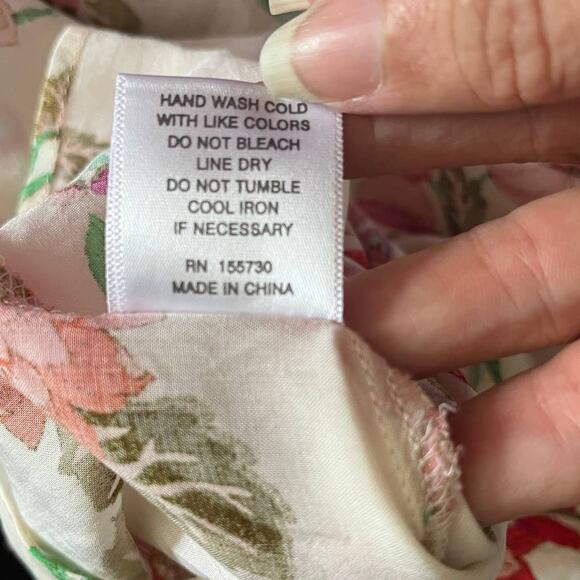 HAND WASH COLD
WITH LIKE COLORS
DO NOT BLEACH
LINE DRY
DO NOT TUMBLE
COOL IRON
IF NECESSARY
RN 155730
MADE IN CHINA